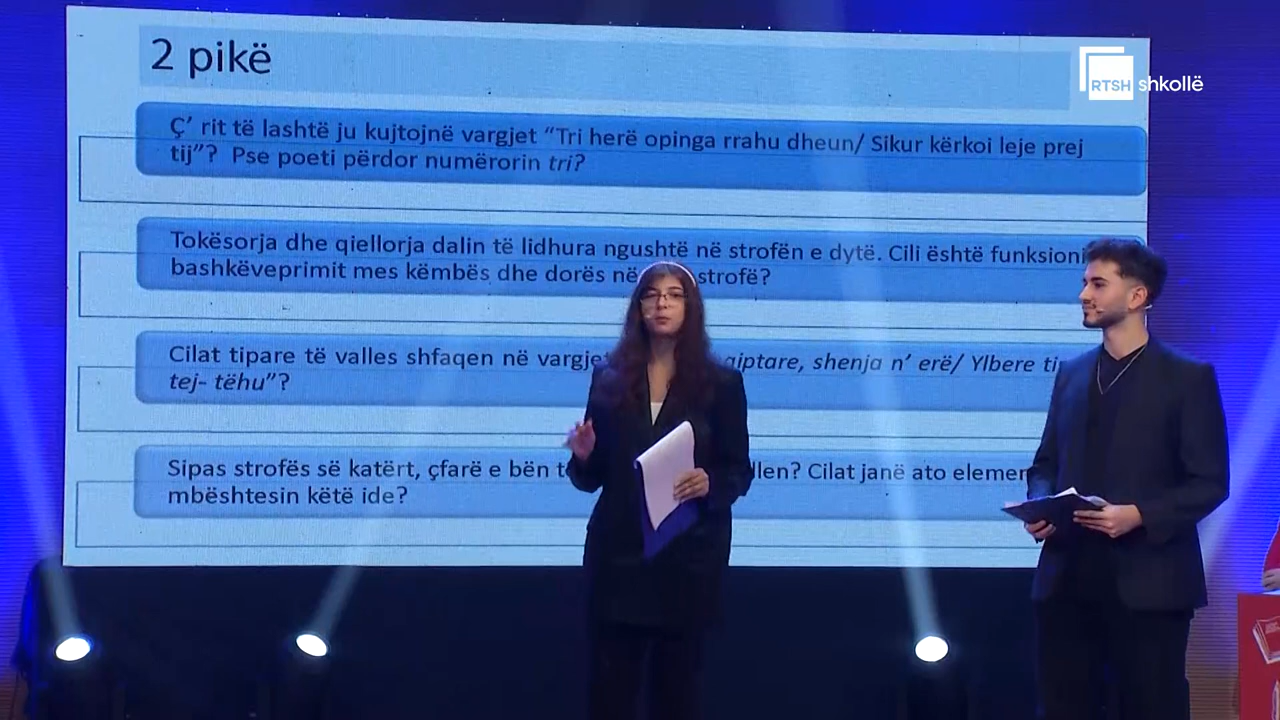 2 pikë
RTSH shkollë
Ç’ rit të lashtë ju kujtojnë vargjet “Tri herë opinga rrahu dheun/ Sikur kërkoi leje prej
tij”? Pse poeti përdor numërorin tri?
Tokësorja dhe qiellorja dalin të lidhura ngushtë në strofën e dytë. Cili është funksioni
bashkëveprimit mes këmbës dhe dorës në strofë?
Cilat tipare të valles shfaqen në shenja n’ erë/ Ylbere
tej- tëhu”?
Sipas strofës së katërt, çfarë e bën Cilat janë ato
mbështesin këtë ide?